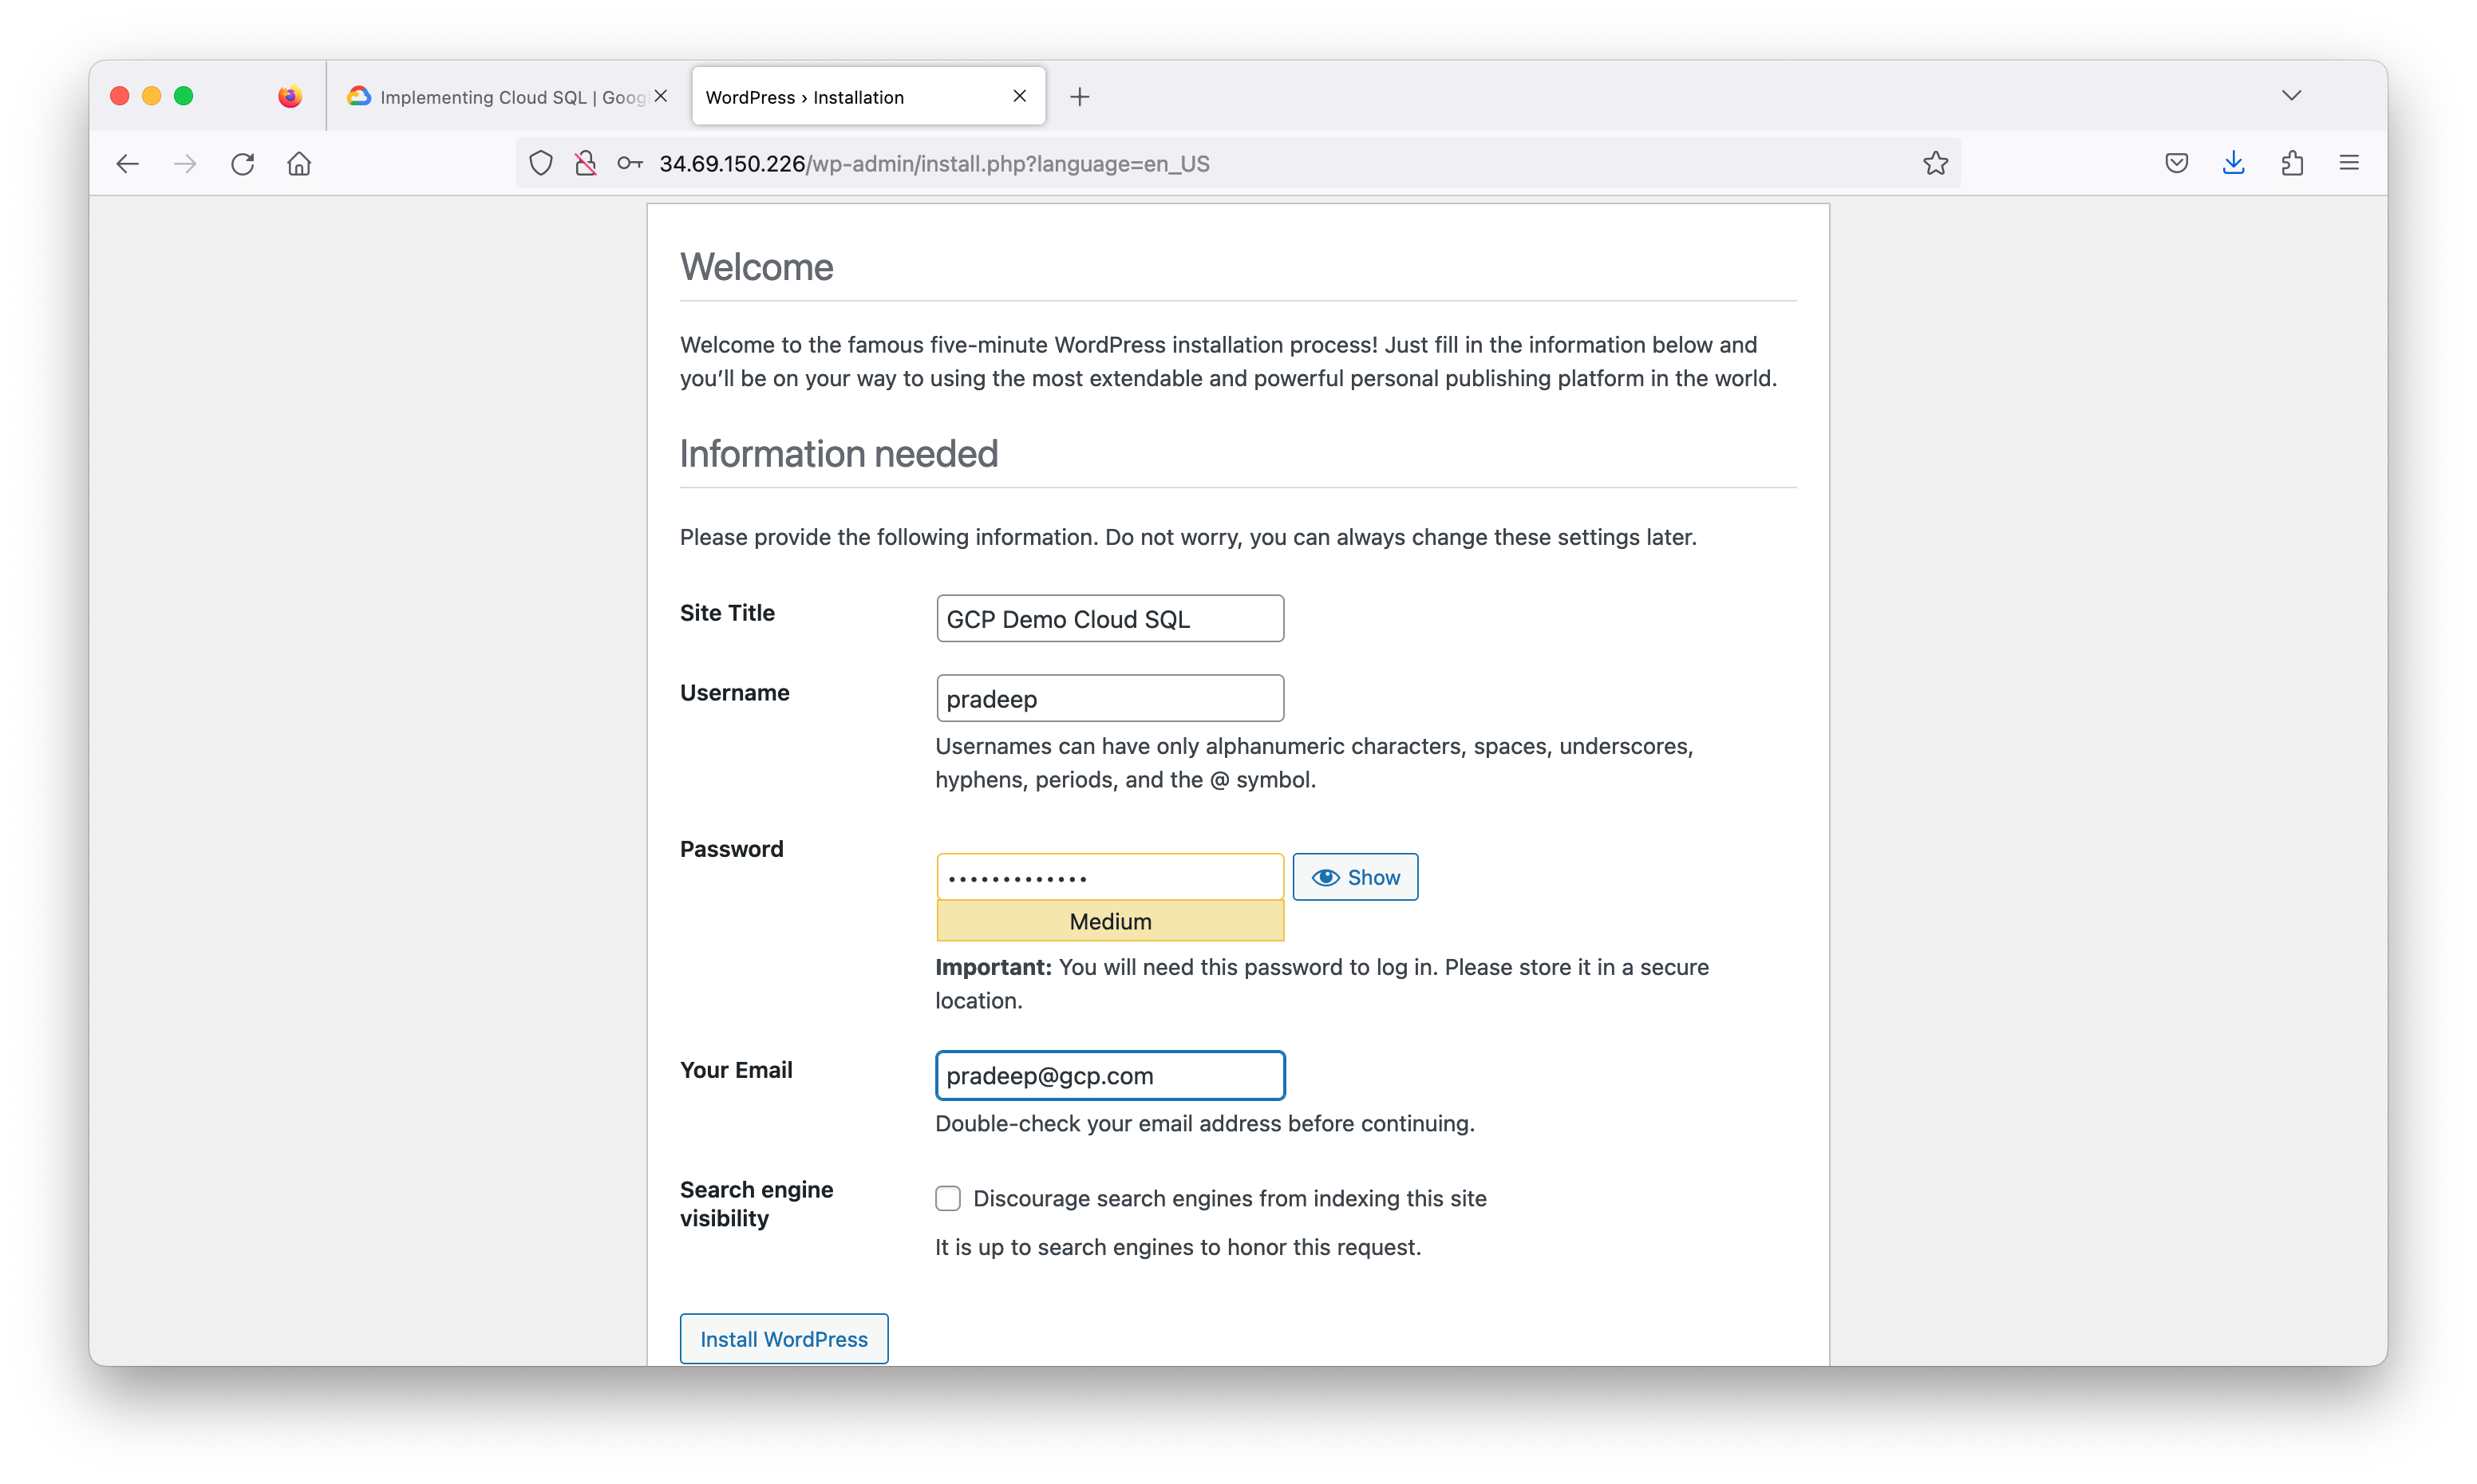 Implementing Cloud SQL | Goog
WordPress › Installation
34.69.150.226/wp-admin/install.php?language=en_US
Welcome
Welcome to the famous five-minute WordPress installation process! Just fill in the information below and
you’ll be on your way to using the most extendable and powerful personal publishing platform in the world.
Information needed
Please provide the following information. Do not worry, you can always change these settings later.
Site Title
GCP Demo Cloud SQL
Username
pradeep
Usernames can have only alphanumeric characters, spaces, underscores,
hyphens, periods, and the @ symbol.
Password
•••••••••••••
Show
Medium
Important: You will need this password to log in. Please store it in a secure
location.
Your Email
pradeep@gcp.com
Double-check your email address before continuing.
Search engine
visibility
Discourage search engines from indexing this site
It is up to search engines to honor this request.
Install WordPress